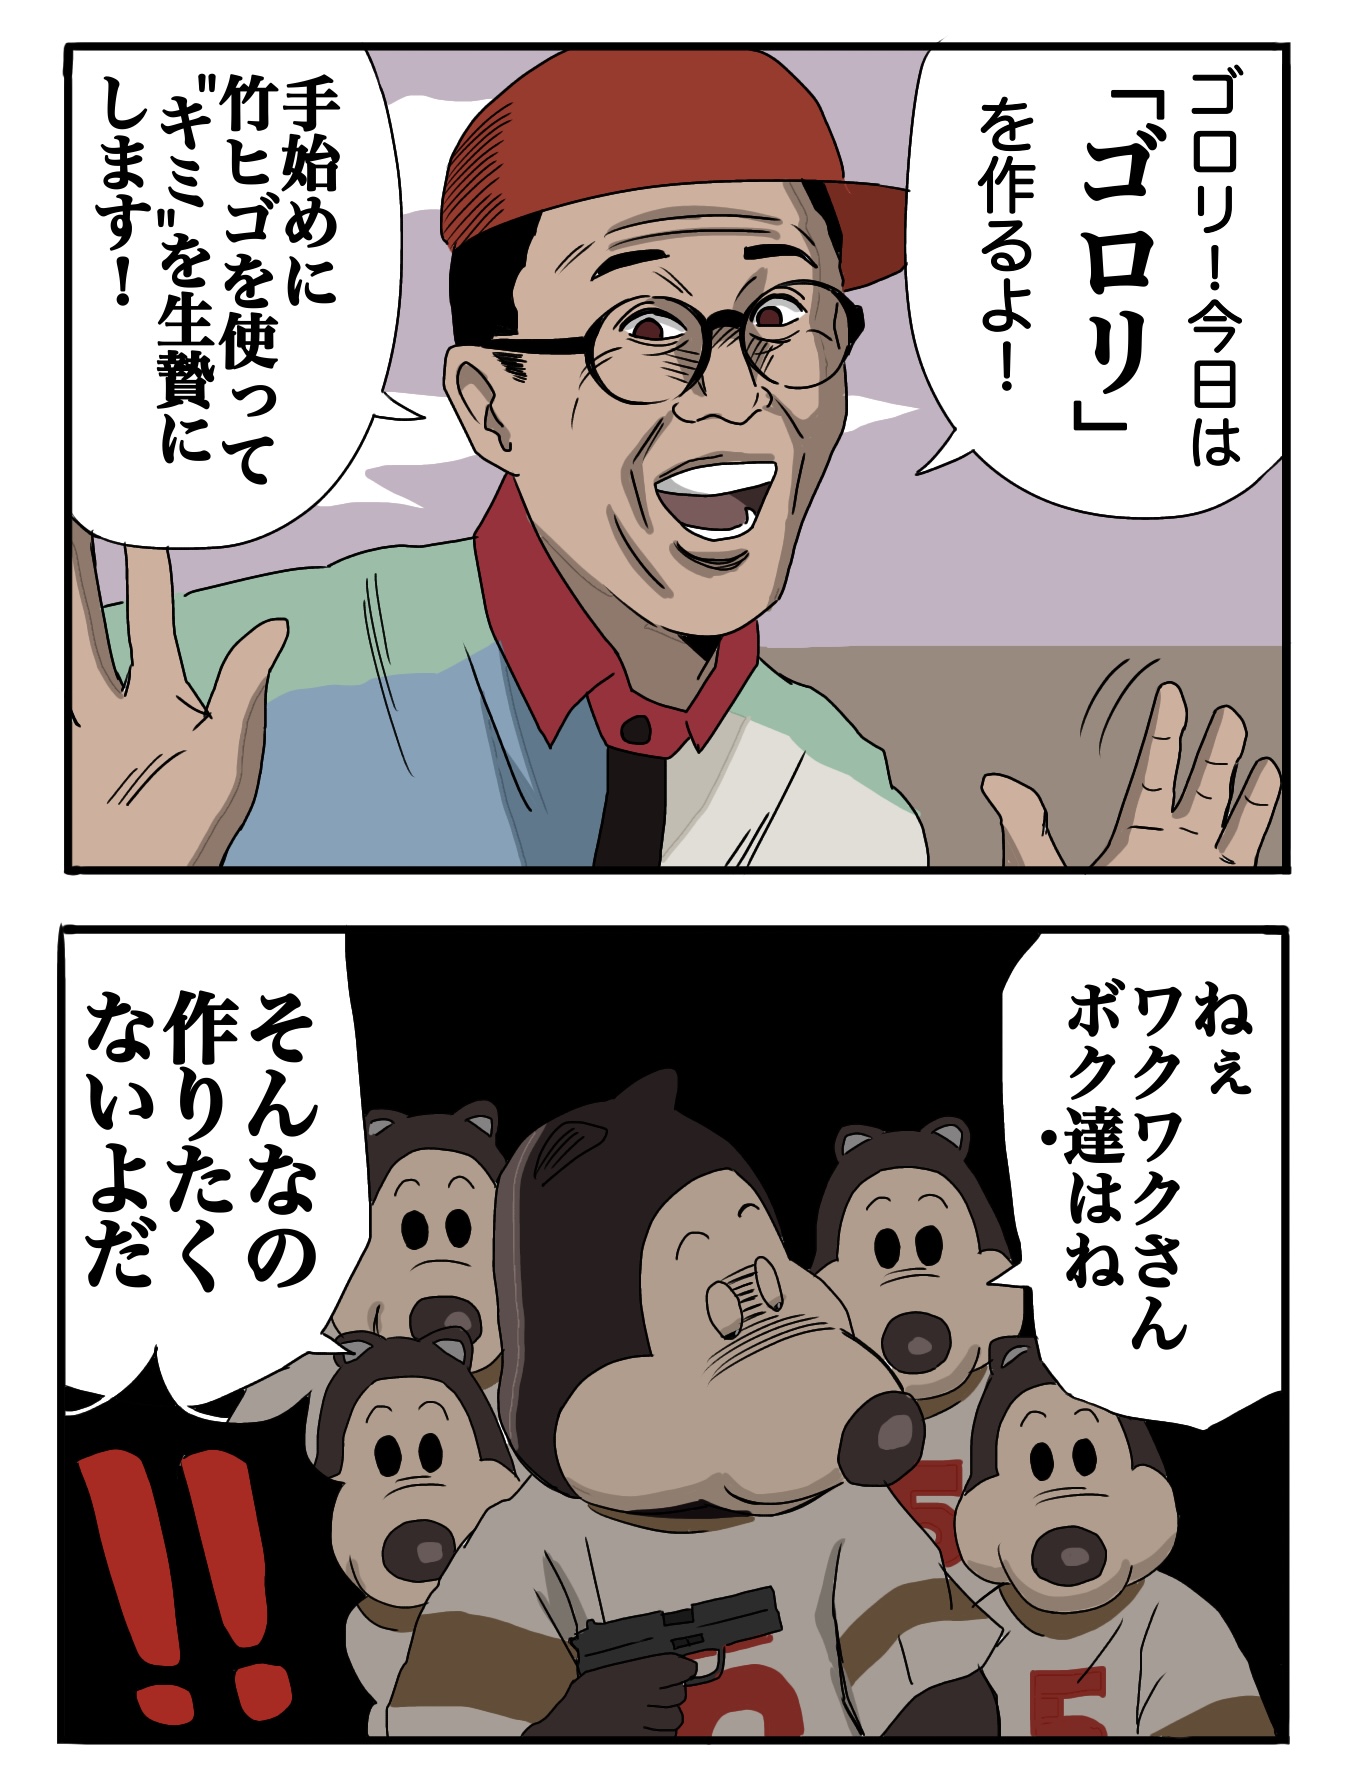 ゴロリ！今日は
「ゴロリ」
を作るよ！
手始めに
竹ヒゴを使って
"キミ"を生贄に
します！
ねぇ
ワクワクさん
ボク達はね
そんなの
作りたく
ないよだ
!!
5
5